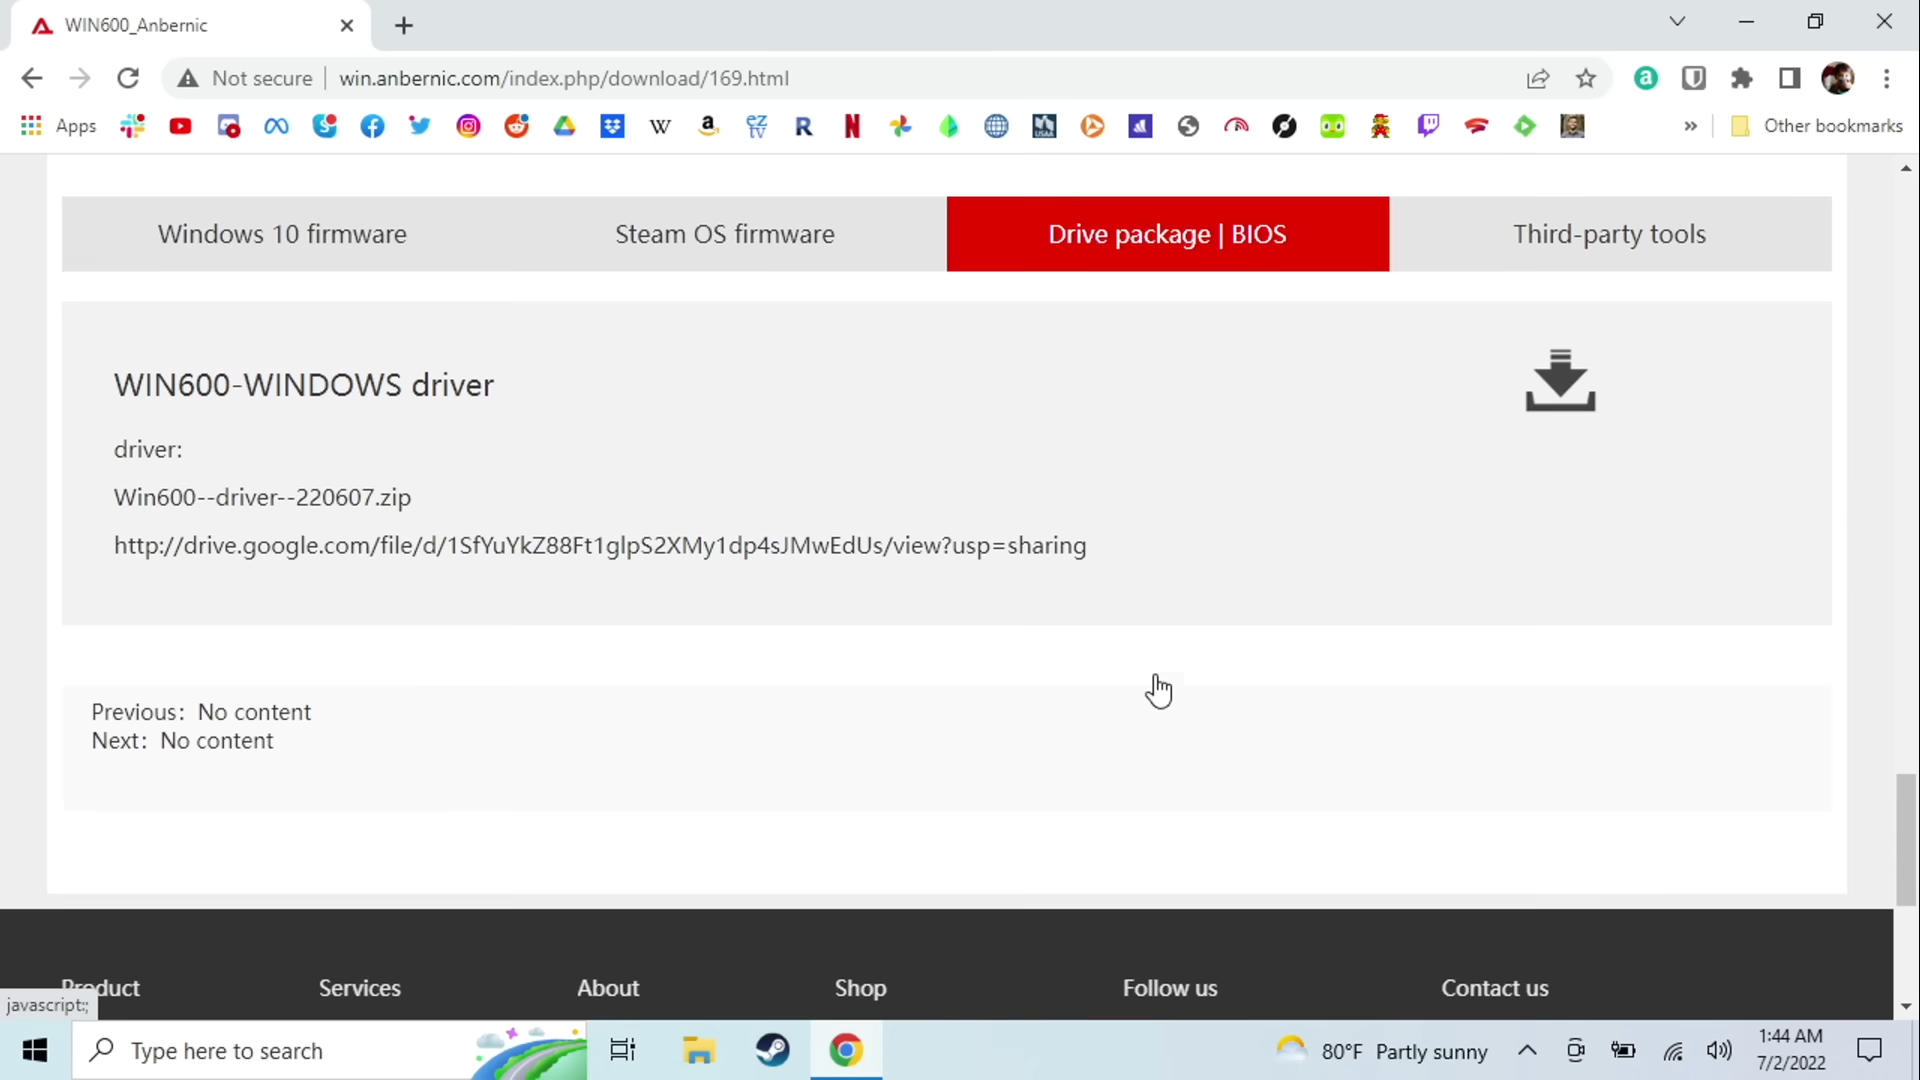 WIN600_Anbernic
Not secure
win.anbernic.com/index.php/download/169.html
Apps
Other bookmarks
Windows 10 firmware
Steam OS firmware
Drive package | BIOS
Third-party tools
WIN600-WINDOWS driver
driver:
Win600--driver--220607.zip
http://drive.google.com/file/d/1SfYuYkZ88Ft1glpS2XMy1dp4sJMwEdUs/view?usp=sharing
Previous: No content
Next: No content
Product
Services
About
Shop
Follow us
Contact us
javascript:;
Type here to search
80°F Partly sunny
1:44 AM
7/2/2022